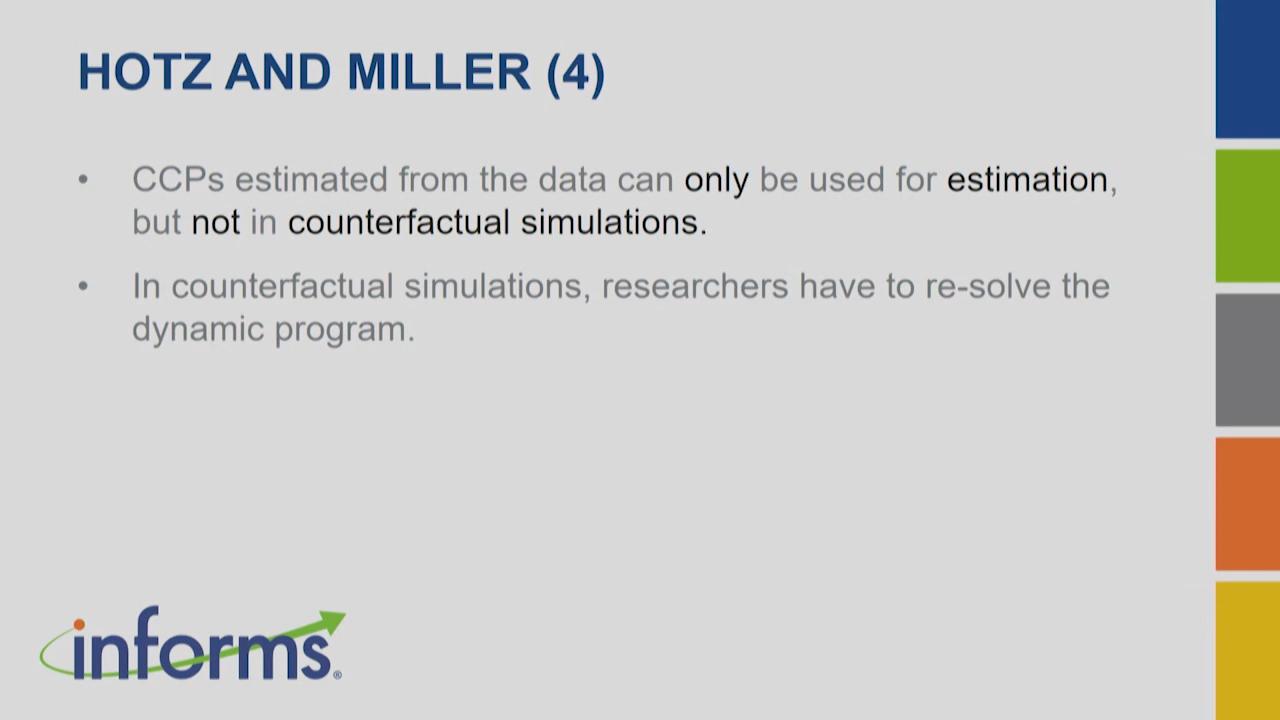 HOTZ AND MILLER (4)
• CCPs estimated from the data can only be used for estimation,
but not in counterfactual simulations.
• In counterfactual simulations, researchers have to re-solve the
dynamic program.
informs®